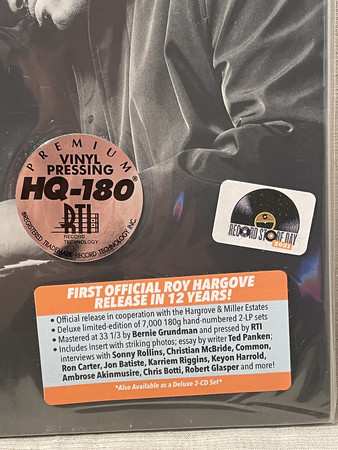 PREMIUM®
VINYL
PRESSING
HQ-180
RTI
RECORD
TECHNOLOGY
®REGISTERED TRADEMARK RECORD TECHNOLOGY INC.
RECORD STORE DAY
FIRST OFFICIAL ROY HARGOVE
RELEASE IN 12 YEARS!
• Official release in cooperation with the Hargrove & Miller Estates
• Deluxe limited-edition of 7,000 180g hand-numbered 2-LP sets
• Mastered at 33 1/3 by Bernie Grundman and pressed by RTI
• Includes insert with striking photos; essay by writer Ted Panken;
interviews with Sonny Rollins, Christian McBride, Common,
Ron Carter, Jon Batiste, Karriem Riggins, Keyon Harrold,
Ambrose Akinmusire, Chris Botti, Robert Glasper and more!
*Also Available as a Deluxe 2-CD Set*